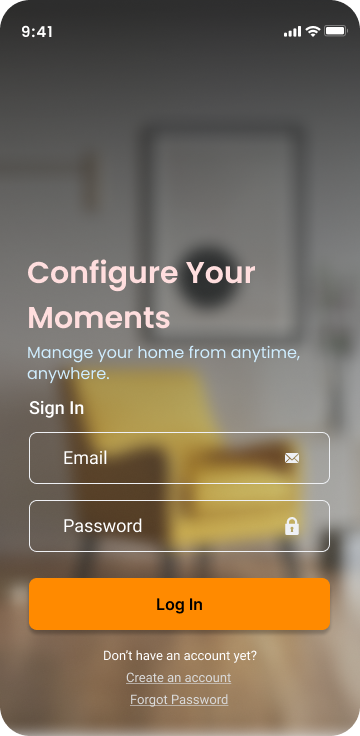 9:41
Configure Your
Moments
Manage your home from anytime,
anywhere.
Sign In
Email
Password
Log In
Don't have an account yet?
Create an account
Forgot Password